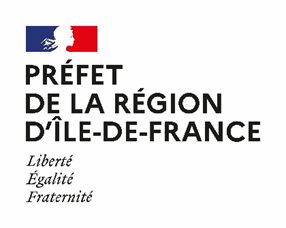 PRÉFET
DE LA RÉGION
D'ÎLE-DE-FRANCE
Liberté
Égalité
Fraternité